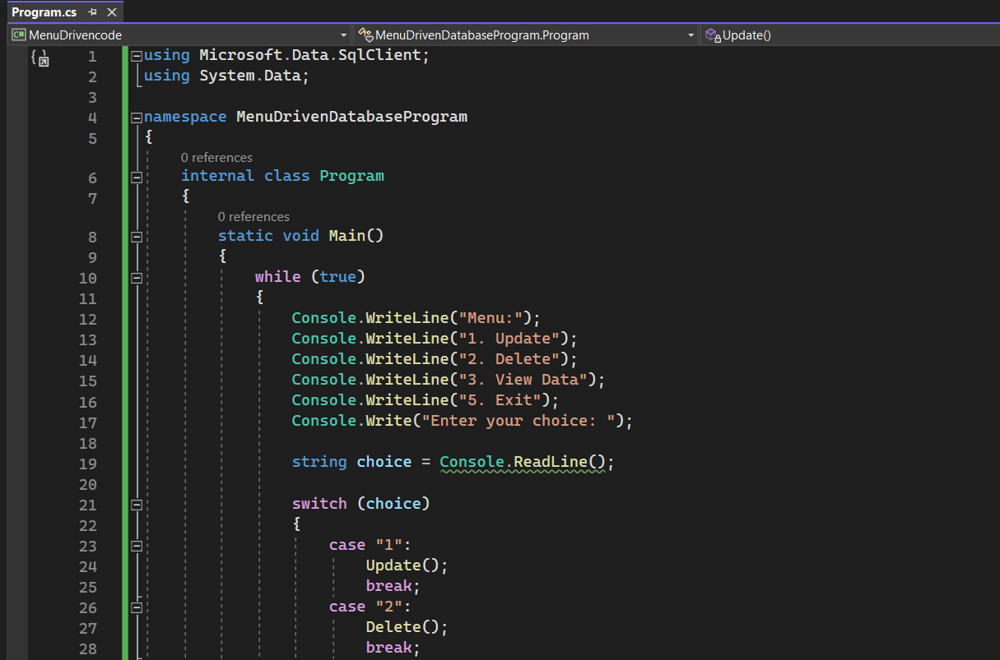 Program.cs
C# MenuDrivencode MenuDrivenDatabaseProgram.Program Update()
1 using Microsoft.Data.SqlClient;
2 using System.Data;
3
4 namespace MenuDrivenDatabaseProgram
5 {
0 references
6 internal class Program
7 {
0 references
8 static void Main()
9 {
10 while (true)
11 {
12 Console.WriteLine("Menu:");
13 Console.WriteLine("1. Update");
14 Console.WriteLine("2. Delete");
15 Console.WriteLine("3. View Data");
16 Console.WriteLine("5. Exit");
17 Console.Write("Enter your choice: ");
18
19 string choice = Console.ReadLine();
20
21 switch (choice)
22 {
23 case "1":
24 Update();
25 break;
26 case "2":
27 Delete();
28 break;